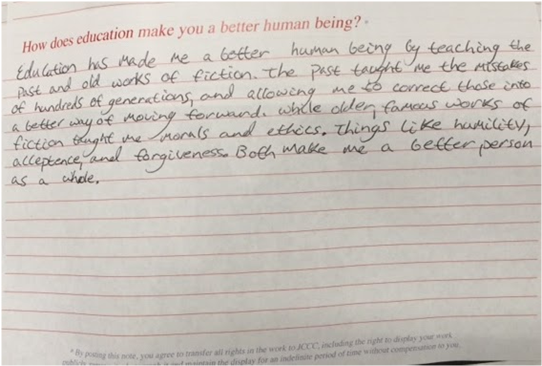 How does education make you a better human being? *
Education has made me a better human being by teaching the
past and old works of fiction. The past taught me the mistakes
of hundreds of generations, and allowing me to correct those into
a better way of moving forward. While older, famous works of
fiction taught me morals and ethics. Things like humility,
acceptence, and forgiveness. Both make me a better person
as a whole.
* By posting this note, you agree to transfer all rights in the work to JCCC, including the right to display your work
and maintain the display for an indefinite period of time without compensation to you.